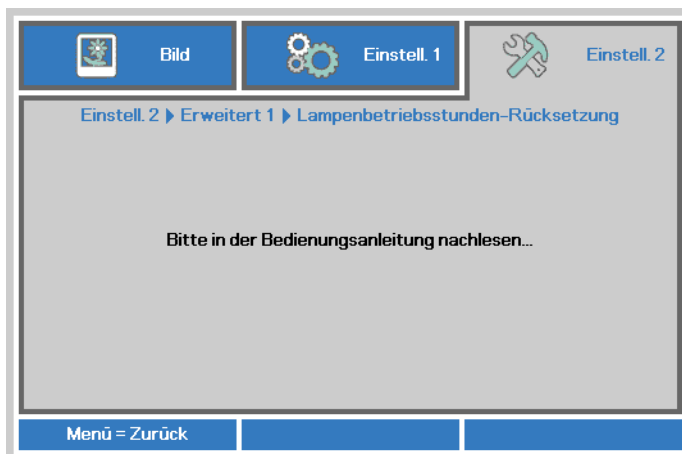 Bild
Einstell. 1
Einstell. 2
Einstell. 2 ▶ Erweitert 1 ▶ Lampenbetriebsstunden-Rücksetzung
Bitte in der Bedienungsanleitung nachlesen...
Menü = Zurück